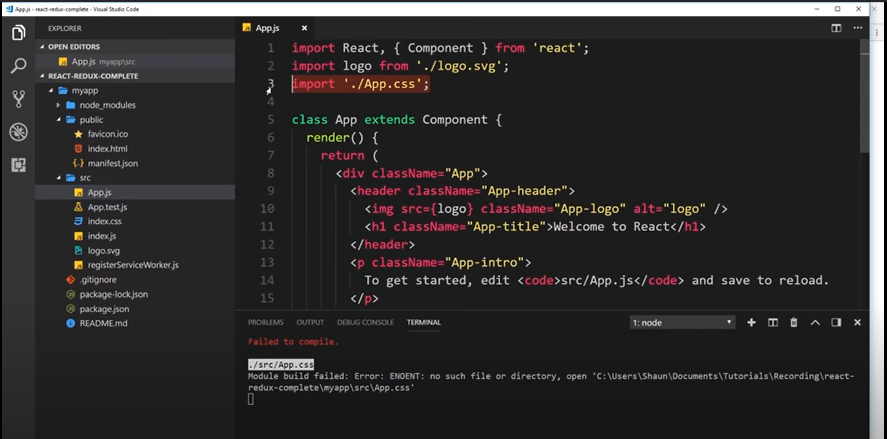 App.js - react-redux-complete - Visual Studio Code
EXPLORER
OPEN EDITORS
App.js myapp\src
REACT-REDUX-COMPLETE
myapp
node_modules
public
favicon.ico
index.html
manifest.json
src
App.js
App.test.js
index.css
index.js
logo.svg
registerServiceWorker.js
.gitignore
package-lock.json
package.json
README.md
App.js
1 import React, { Component } from 'react';
2 import logo from './logo.svg';
3 import './App.css';
4
5 class App extends Component {
6 render() {
7 return (
8 <div className="App">
9 <header className="App-header">
10 <img src={logo} className="App-logo" alt="logo" />
11 <h1 className="App-title">Welcome to React</h1>
12 </header>
13 <p className="App-intro">
14 To get started, edit <code>src/App.js</code> and save to reload.
15 </p>
PROBLEMS OUTPUT DEBUG CONSOLE TERMINAL 1: node
Failed to compile.
./src/App.css
Module build failed: Error: ENOENT: no such file or directory, open 'C:\Users\Shaun\Documents\Tutorials\Recording\react-
redux-complete\myapp\src\App.css'